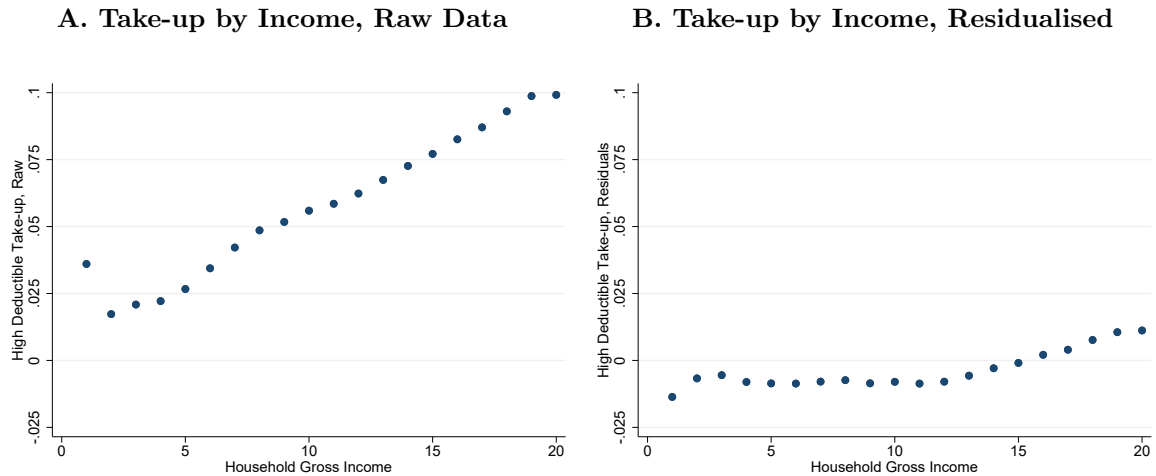 A. Take-up by Income, Raw Data
High Deductible Take-up, Raw
.1
.075
.05
.025
0
-.025
0 5 10 15 20
Household Gross Income
B. Take-up by Income, Residualised
High Deductible Take-up, Residuals
.1
.075
.05
.025
0
-.025
0 5 10 15 20
Household Gross Income